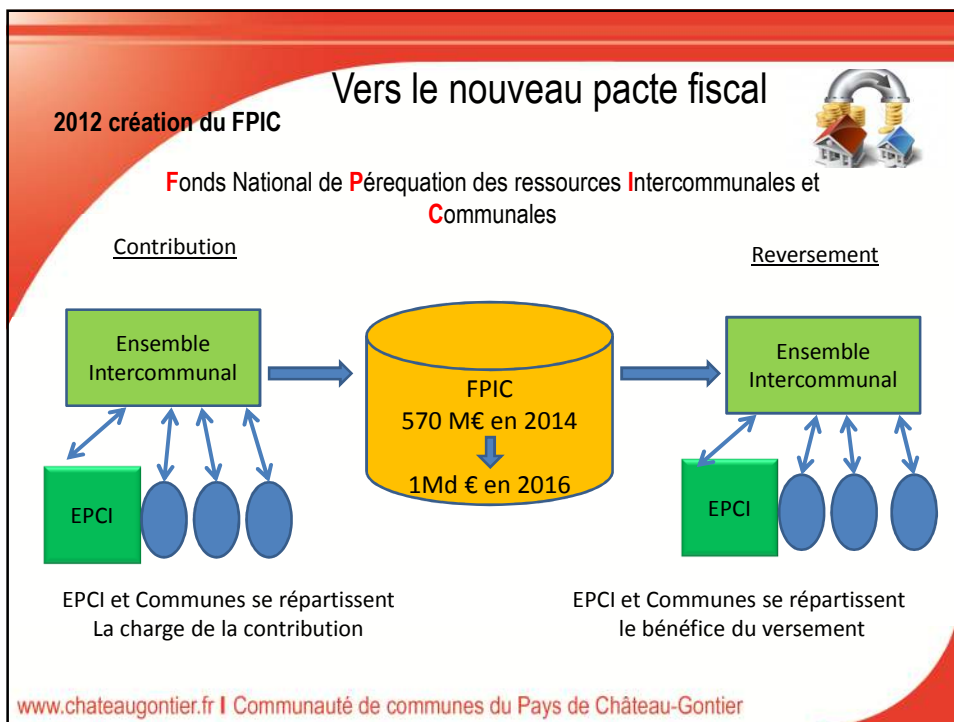 Vers le nouveau pacte fiscal
2012 création du FPIC
Fonds National de Pérequation des ressources Intercommunales et
Communales
Contribution
Reversement
Ensemble
Intercommunal
FPIC
570 M€ en 2014
1Md € en 2016
Ensemble
Intercommunal
EPCI
EPCI
EPCI et Communes se répartissent
La charge de la contribution
EPCI et Communes se répartissent
le bénéfice du versement
www.chateaugontier.fr I Communauté de communes du Pays de Château-Gontier